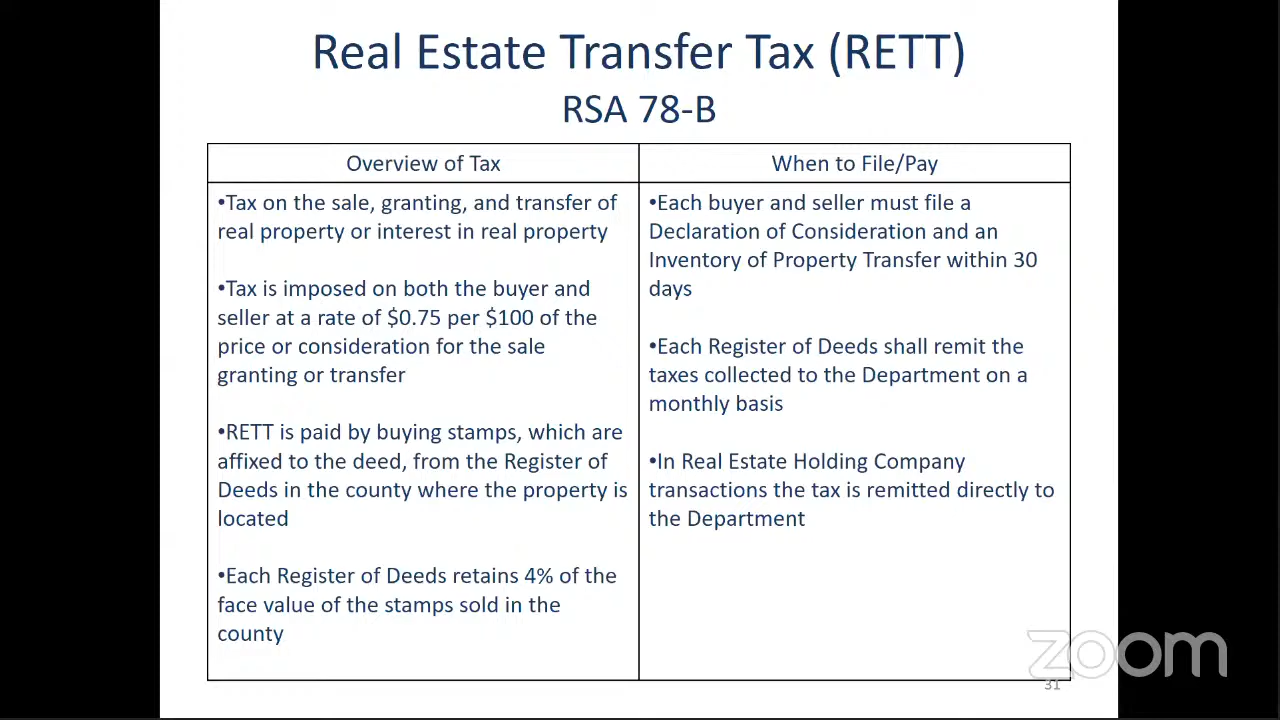 Real Estate Transfer Tax (RETT)
RSA 78-B
Overview of Tax
•Tax on the sale, granting, and transfer of
real property or interest in real property
•Tax is imposed on both the buyer and
seller at a rate of $0.75 per $100 of the
price or consideration for the sale
granting or transfer
•RETT is paid by buying stamps, which are
affixed to the deed, from the Register of
Deeds in the county where the property is
located
•Each Register of Deeds retains 4% of the
face value of the stamps sold in the
county
When to File/Pay
•Each buyer and seller must file a
Declaration of Consideration and an
Inventory of Property Transfer within 30
days
•Each Register of Deeds shall remit the
taxes collected to the Department on a
monthly basis
•In Real Estate Holding Company
transactions the tax is remitted directly to
the Department
zoom
31